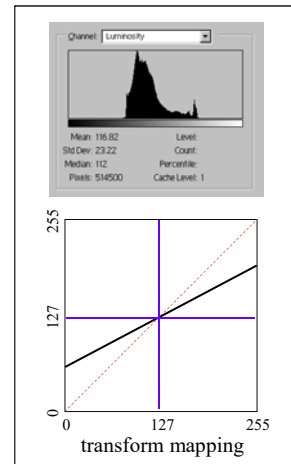 Channel: Luminosity
Mean: 116.82 Level:
Std Dev: 23.22 Count:
Median: 112 Percentile:
Pixels: 514500 Cache Level: 1
255
127
0
0 127 255
transform mapping